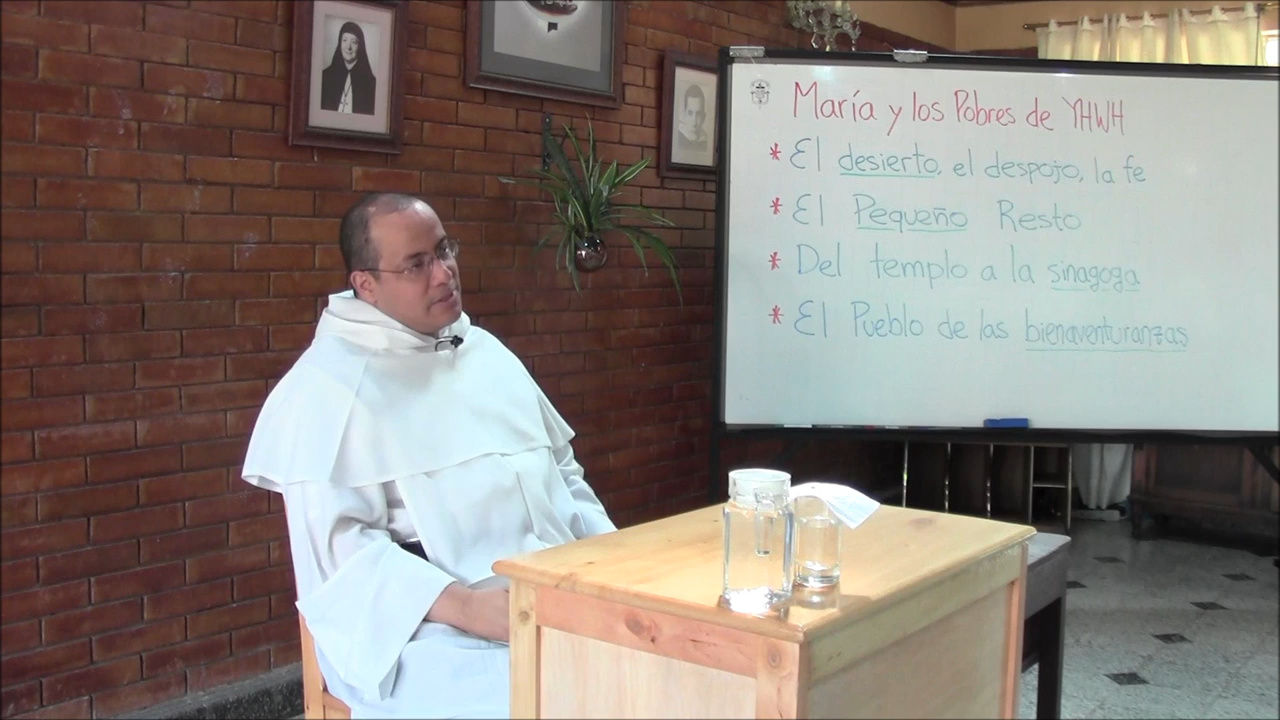 María y los Pobres de YHWH
* El desierto, el despojo, la fe
* El Pequeño Resto
* Del templo a la sinagoga
* El Pueblo de las bienaventuranzas